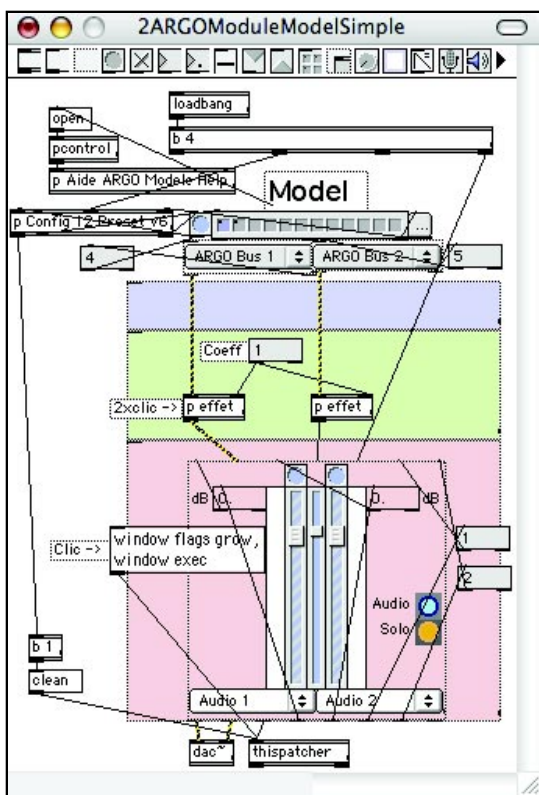 2ARGOModuleModelSimple
loadbang
open
b 4
pcontrol
p Aide ARGO Modele Help
Model
p Config 12 Preset v6
...
4
ARGO Bus 1
ARGO Bus 2
5
Coeff
1
2xclic ->
p effet
p effet
dB
0.
0.
dB
Clic ->
window flags grow,
window exec
1
2
Audio
Solo
b 1
clean
Audio 1
Audio 2
dac~
thispatcher